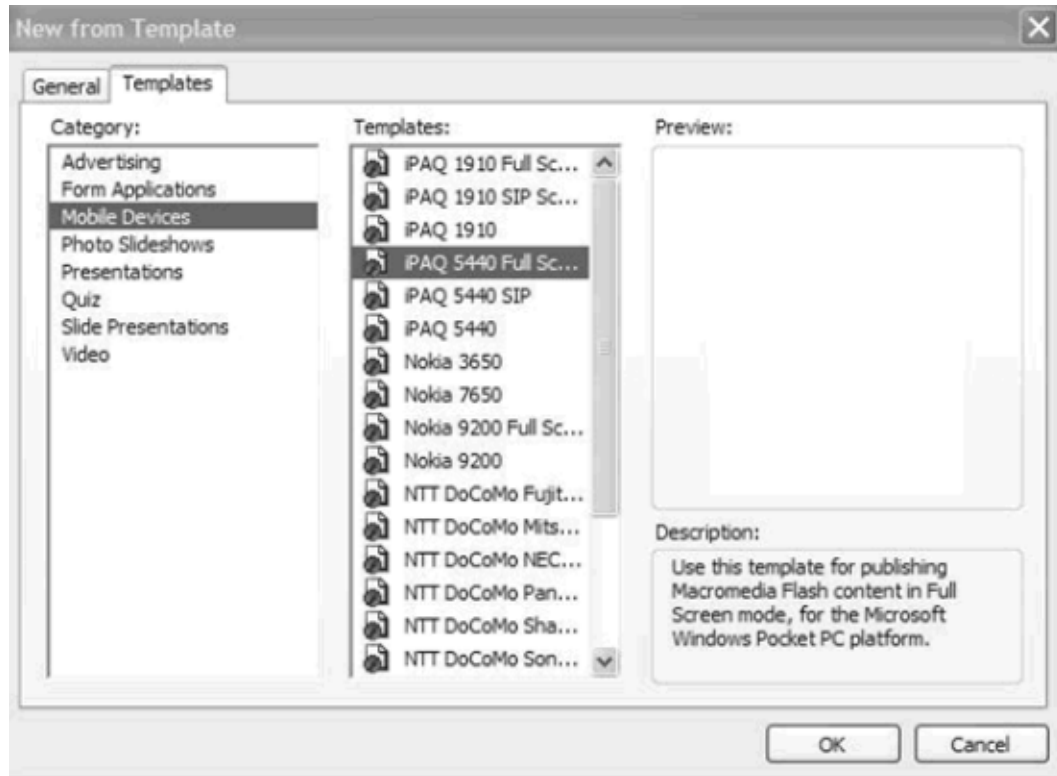 New from Template
General
Templates
Category:
Advertising
Form Applications
Mobile Devices
Photo Slideshows
Presentations
Quiz
Slide Presentations
Video
Templates:
iPAQ 1910 Full Sc...
iPAQ 1910 SIP Sc...
iPAQ 1910
iPAQ 5440 Full Sc...
iPAQ 5440 SIP
iPAQ 5440
Nokia 3650
Nokia 7650
Nokia 9200 Full Sc...
Nokia 9200
NTT DoCoMo Fujit...
NTT DoCoMo Mits...
NTT DoCoMo NEC...
NTT DoCoMo Pan...
NTT DoCoMo Sha...
NTT DoCoMo Son...
Preview:
Description:
Use this template for publishing
Macromedia Flash content in Full
Screen mode, for the Microsoft
Windows Pocket PC platform.
OK
Cancel